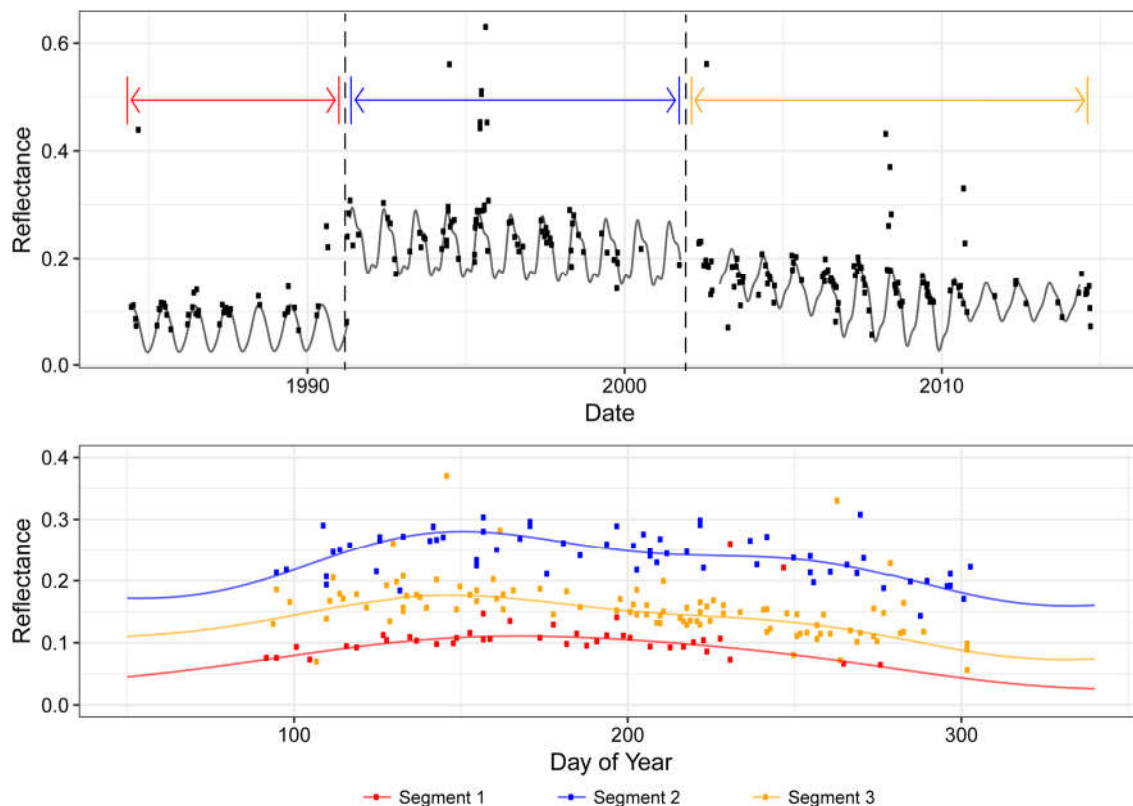 0.6
0.4
0.2
0.0
Reflectance
1990 2000 2010
Date
0.4
0.3
0.2
0.1
0.0
Reflectance
100 200 300
Day of Year
Segment 1 Segment 2 Segment 3